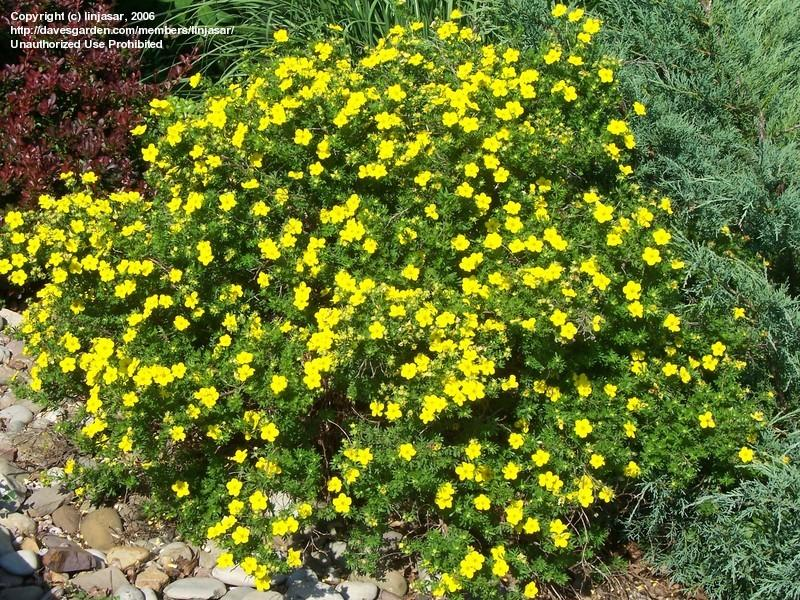 Copyright (c) linjasar, 2006
http://davesgarden.com/members/linjasar/
Unauthorized Use Prohibited